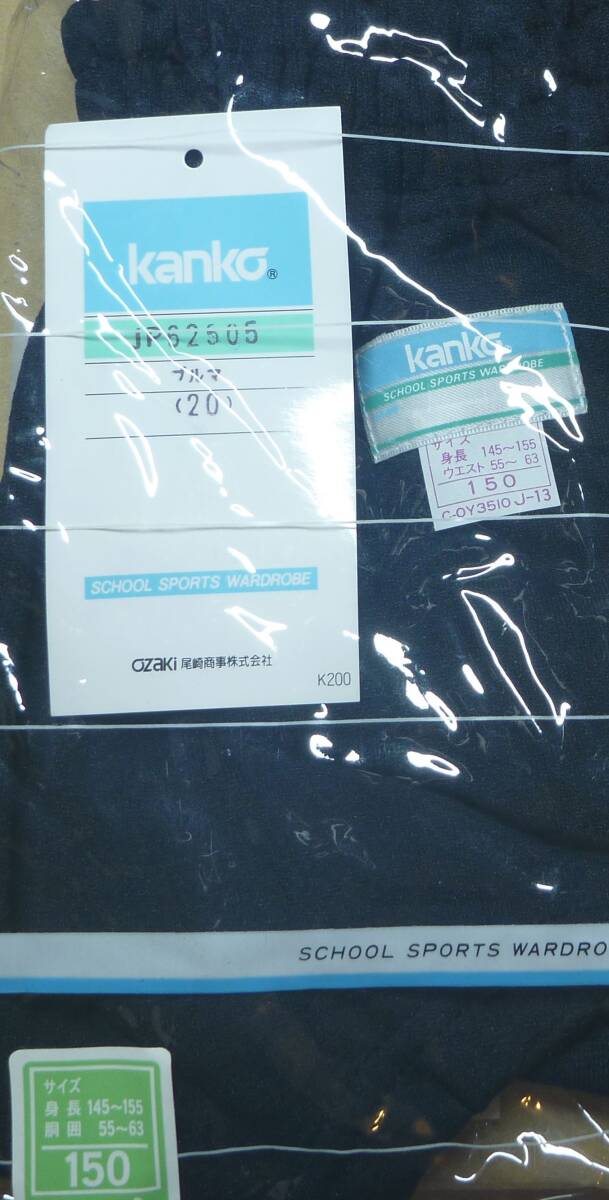 kanko®
JP62505
ブルマ
(20)
SCHOOL SPORTS WARDROBE
Ozaki 尾崎商事株式会社
K200
kanko
SCHOOL SPORTS WARDROBE
サイズ
身長 145〜155
ウエスト 55〜 63
150
C-OY3510 J-13
SCHOOL SPORTS WARDRO
サイズ
身長 145〜155
胴囲 55〜63
150